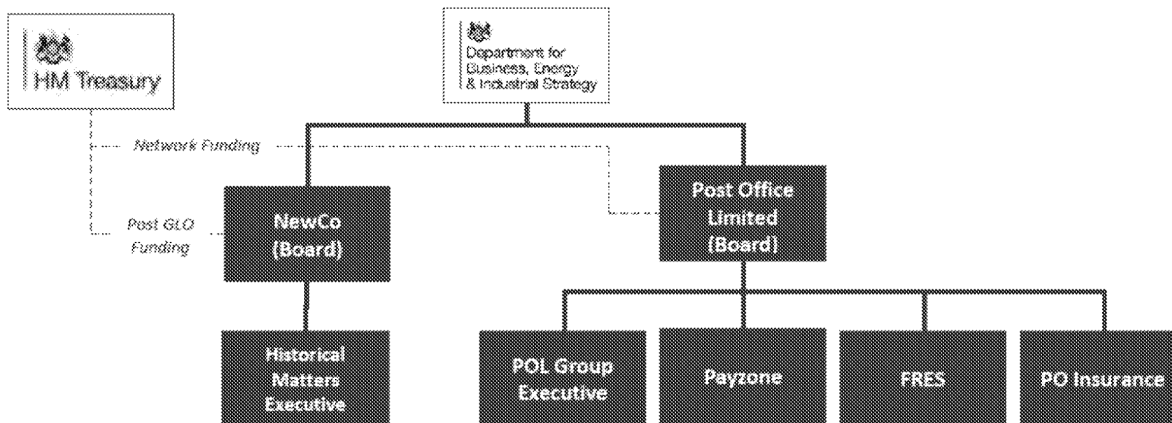 HM Treasury
Department for
Business, Energy
& Industrial Strategy
Network Funding
Post GLO
Funding
NewCo
(Board)
Post Office
Limited
(Board)
Historical
Matters
Executive
POL Group
Executive
Payzone
FRES
PO Insurance